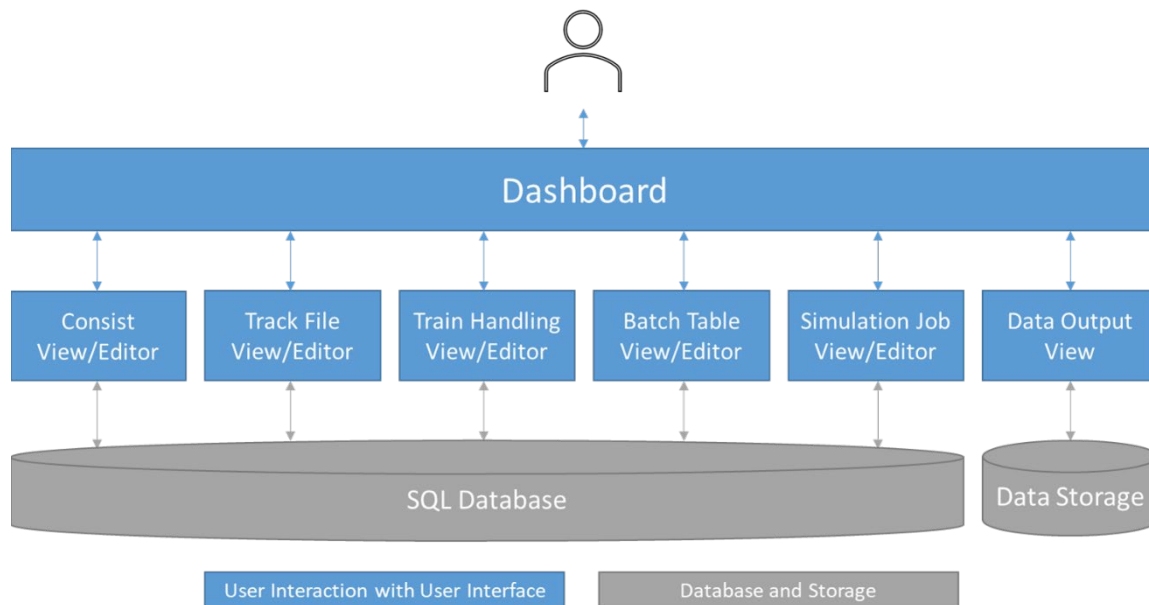 Dashboard
Consist
View/Editor
Track File
View/Editor
Train Handling
View/Editor
Batch Table
View/Editor
Simulation Job
View/Editor
Data Output
View
SQL Database
Data Storage
User Interaction with User Interface
Database and Storage